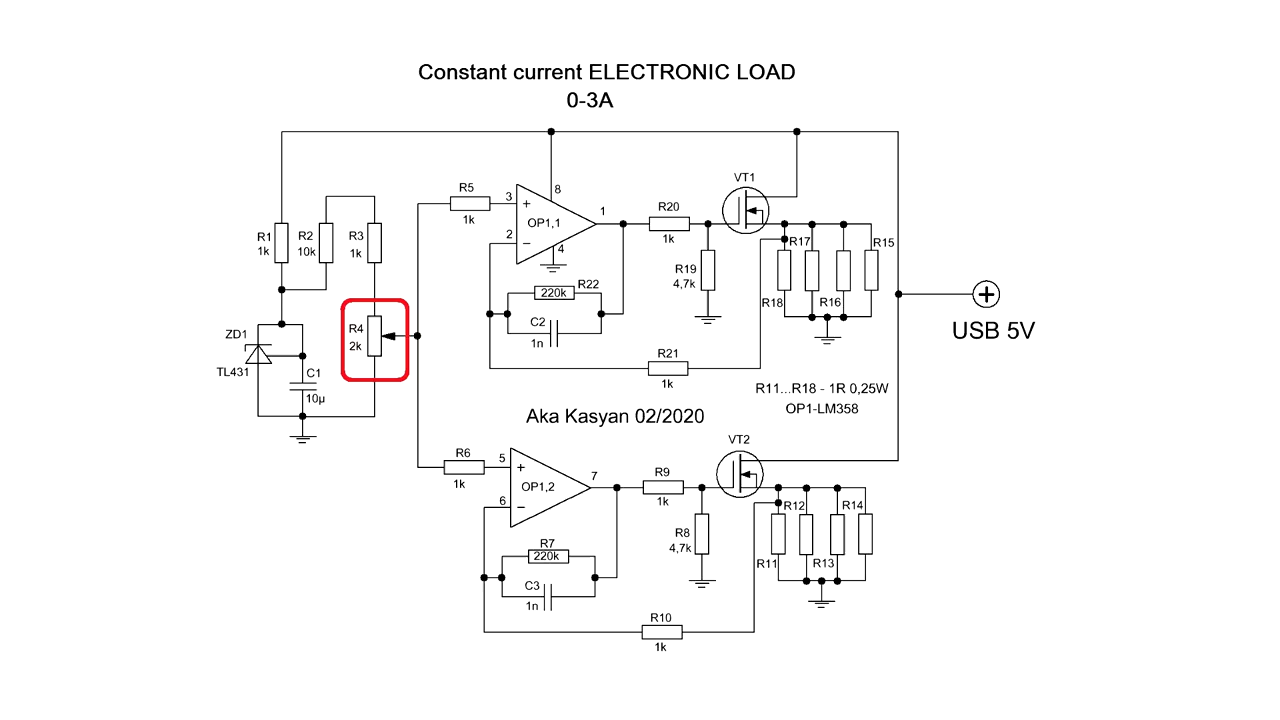 Constant current ELECTRONIC LOAD
0-3A
VT1
R5
3
8
1
R20
+
OP1,1
1k
1k
2
−
4
R1
1k
R2
10k
R3
1k
R17
R15
R19
4,7k
R22
220k
R18
R16
C2
1n
R4
2k
ZD1
TL431
C1
10µ
R21
1k
+
USB 5V
R11...R18 - 1R 0,25W
OP1-LM358
Aka Kasyan 02/2020
VT2
R6
5
7
R9
+
OP1,2
1k
1k
6
−
R12
R14
R8
4,7k
R7
220k
R11
R13
C3
1n
R10
1k